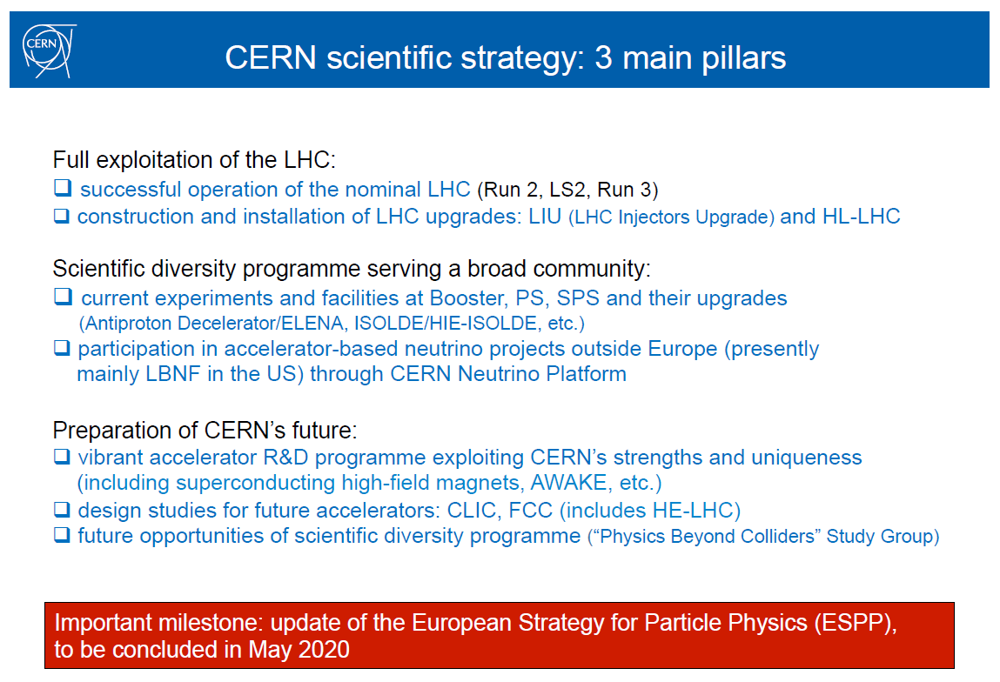 CERN
CERN scientific strategy: 3 main pillars
Full exploitation of the LHC:
❑ successful operation of the nominal LHC (Run 2, LS2, Run 3)
❑ construction and installation of LHC upgrades: LIU (LHC Injectors Upgrade) and HL-LHC
Scientific diversity programme serving a broad community:
❑ current experiments and facilities at Booster, PS, SPS and their upgrades
(Antiproton Decelerator/ELENA, ISOLDE/HIE-ISOLDE, etc.)
❑ participation in accelerator-based neutrino projects outside Europe (presently
mainly LBNF in the US) through CERN Neutrino Platform
Preparation of CERN’s future:
❑ vibrant accelerator R&D programme exploiting CERN’s strengths and uniqueness
(including superconducting high-field magnets, AWAKE, etc.)
❑ design studies for future accelerators: CLIC, FCC (includes HE-LHC)
❑ future opportunities of scientific diversity programme (“Physics Beyond Colliders” Study Group)
Important milestone: update of the European Strategy for Particle Physics (ESPP),
to be concluded in May 2020